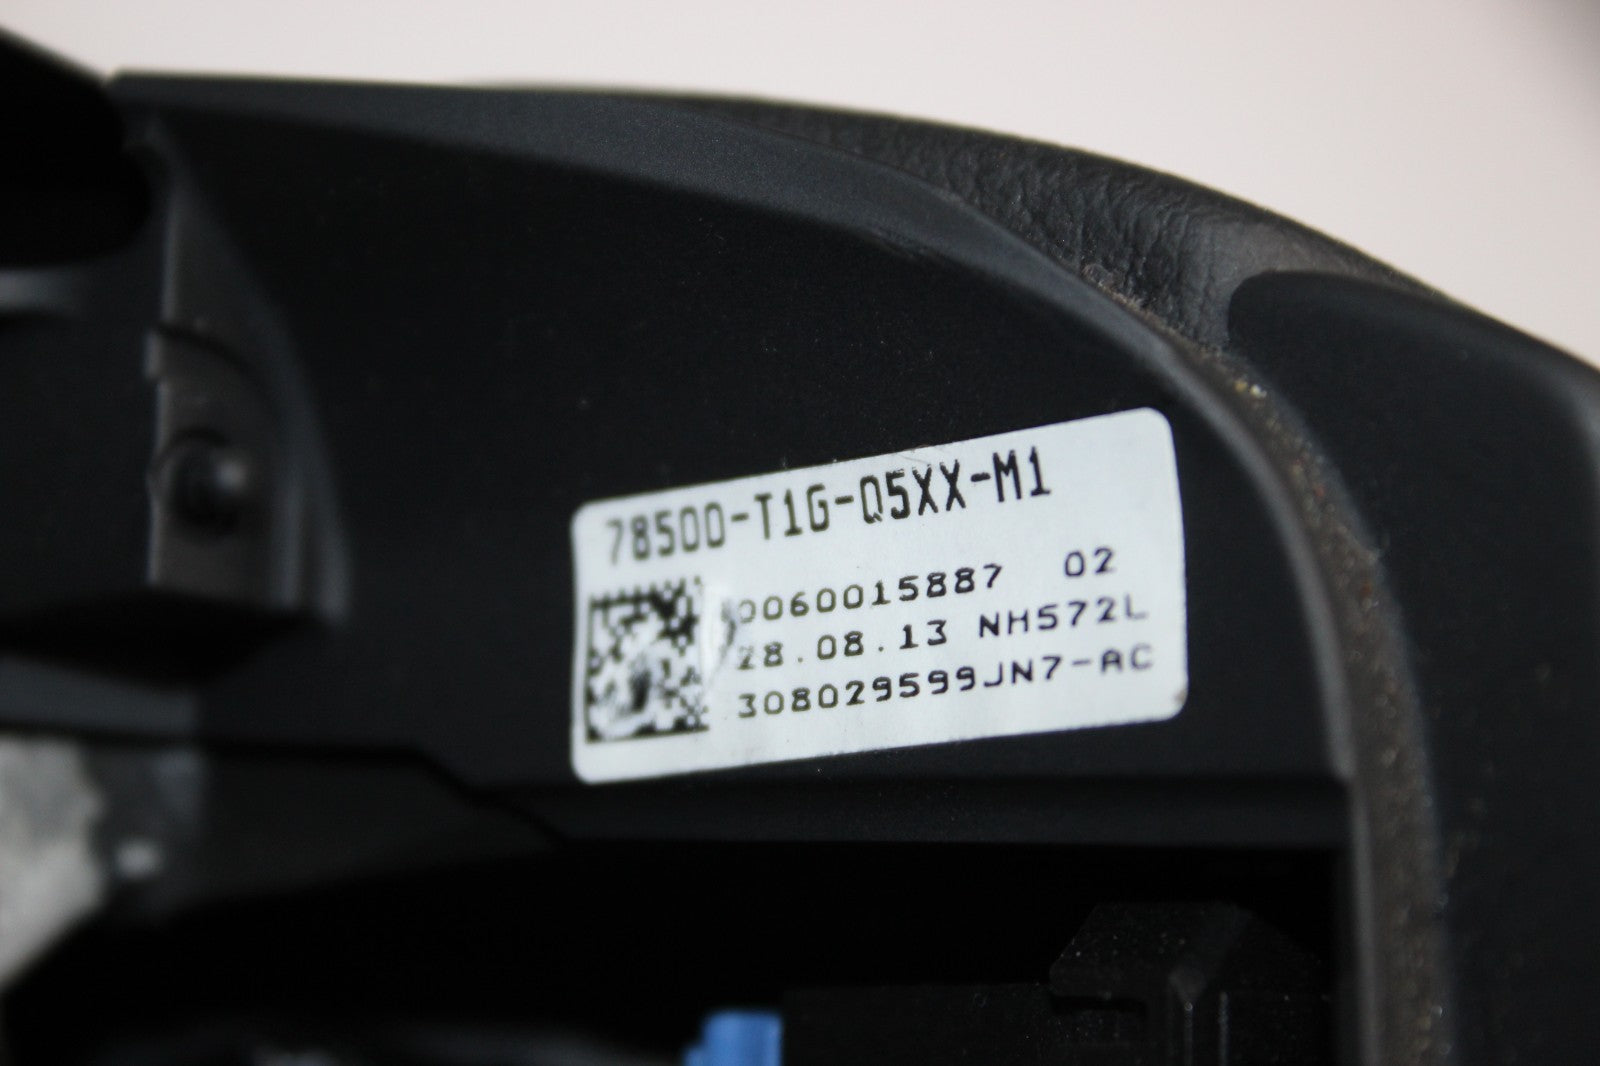 78500-T1G-Q5XX-M1
0060015887 02
28.08.13 NH572L
308029599JN7-AC